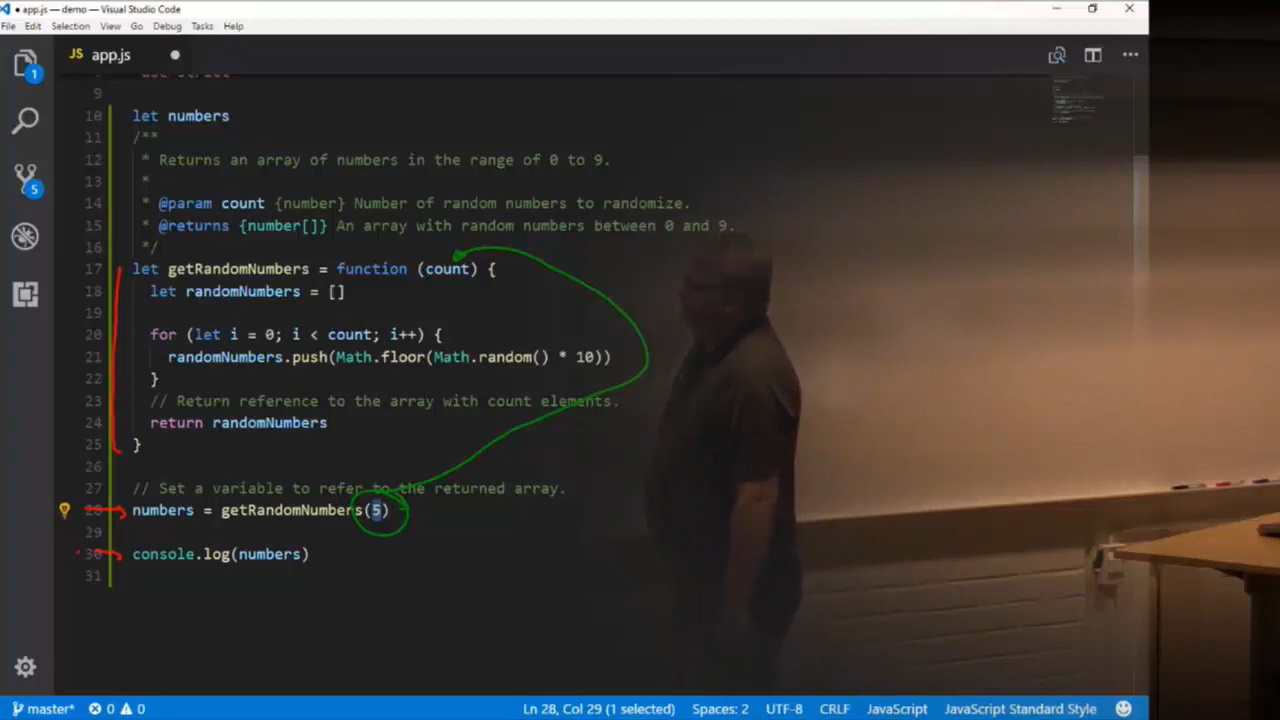 app.js — demo — Visual Studio Code
File Edit Selection View Go Debug Tasks Help
JS app.js
1
9
10 let numbers
11 /**
12 * Returns an array of numbers in the range of 0 to 9.
13 *
14 * @param count {number} Number of random numbers to randomize.
15 * @returns {number[]} An array with random numbers between 0 and 9.
16 */
17 let getRandomNumbers = function (count) {
18 let randomNumbers = []
19
20 for (let i = 0; i < count; i++) {
21 randomNumbers.push(Math.floor(Math.random() * 10))
22 }
23 // Return reference to the array with count elements.
24 return randomNumbers
25 }
26
27 // Set a variable to refer to the returned array.
28 numbers = getRandomNumbers(5)
29
30 console.log(numbers)
31
5
master* 0 0 Ln 28, Col 29 (1 selected) Spaces: 2 UTF-8 CRLF JavaScript JavaScript Standard Style